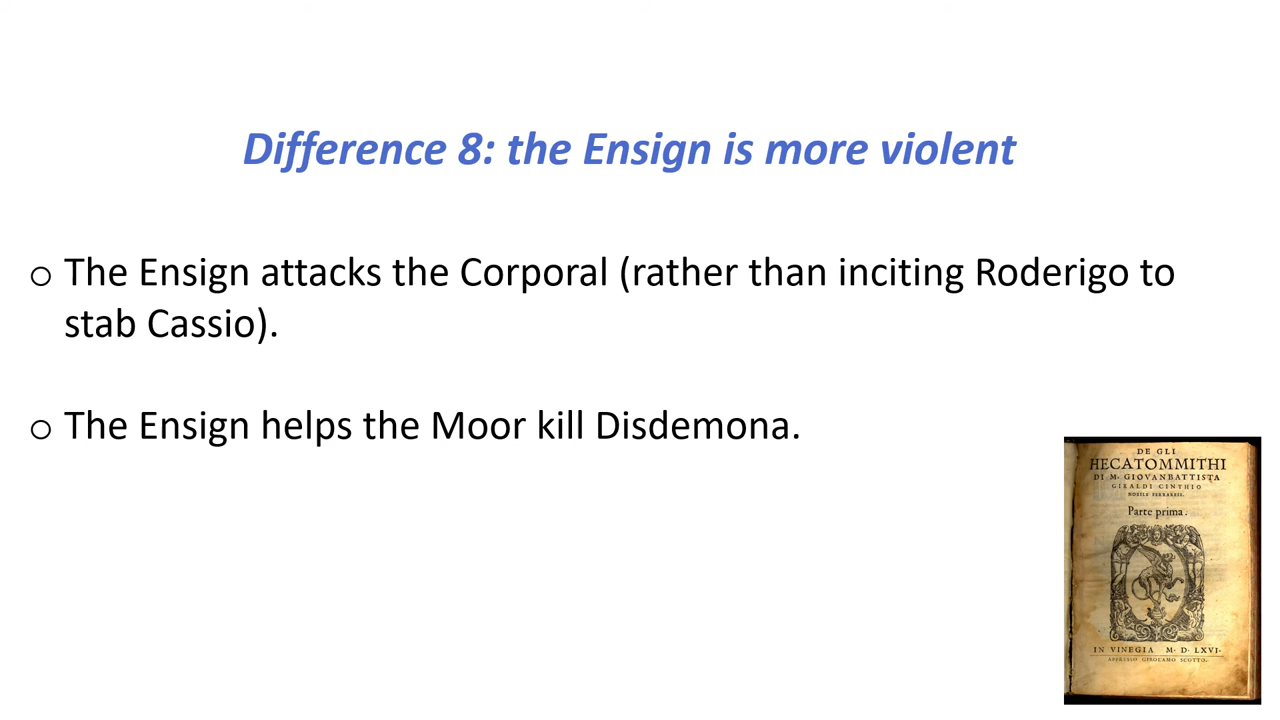 Difference 8: the Ensign is more violent
o The Ensign attacks the Corporal (rather than inciting Roderigo to
stab Cassio).
o The Ensign helps the Moor kill Disdemona.
DE GLI
HECATOMMITHI
DI M. GIOVANBATTISTA
GIRALDI CINTHIO
NOBILE FERRARESE.
Parte prima.
IN VINEGIA M. D. LXVI.
APPRESSO GIROLAMO SCOTTO.